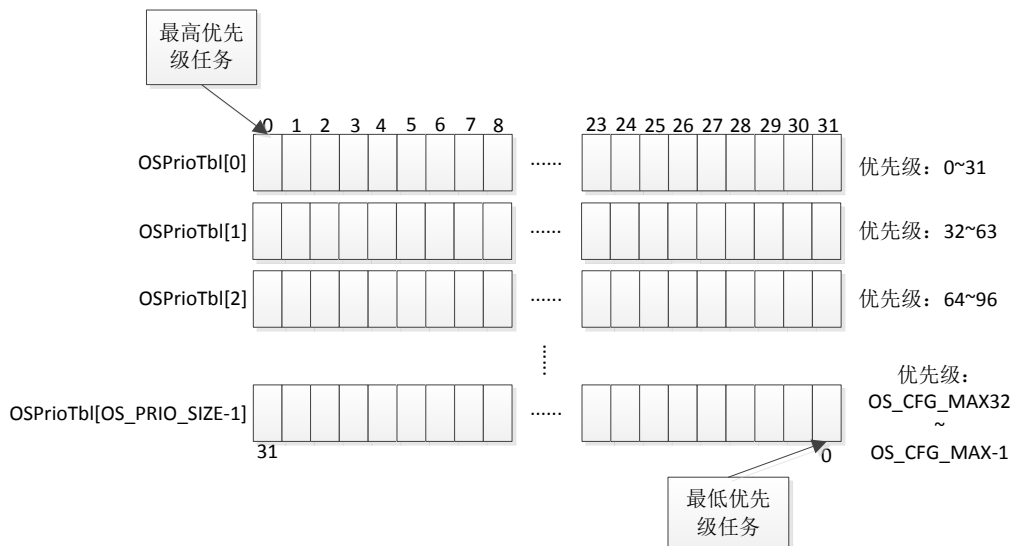 最高优先
级任务
0 1 2 3 4 5 6 7 8 23 24 25 26 27 28 29 30 31
OSPrioTbl[0] ...... 优先级：0~31
OSPrioTbl[1] ...... 优先级：32~63
OSPrioTbl[2] ...... 优先级：64~96
......
优先级：
OSPrioTbl[OS_PRIO_SIZE-1] ...... OS_CFG_MAX32
~
31 0 OS_CFG_MAX-1
最低优先
级任务